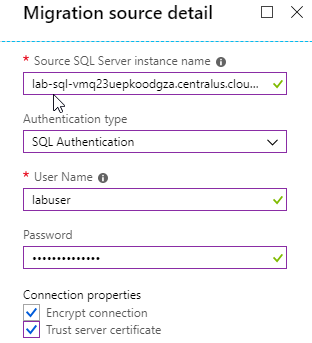 Migration source detail
* Source SQL Server instance name
lab-sql-vmq23uepkoodgza.centralus.clou...
Authentication type
SQL Authentication
* User Name
labuser
Password
••••••••••••••
Connection properties
Encrypt connection
Trust server certificate